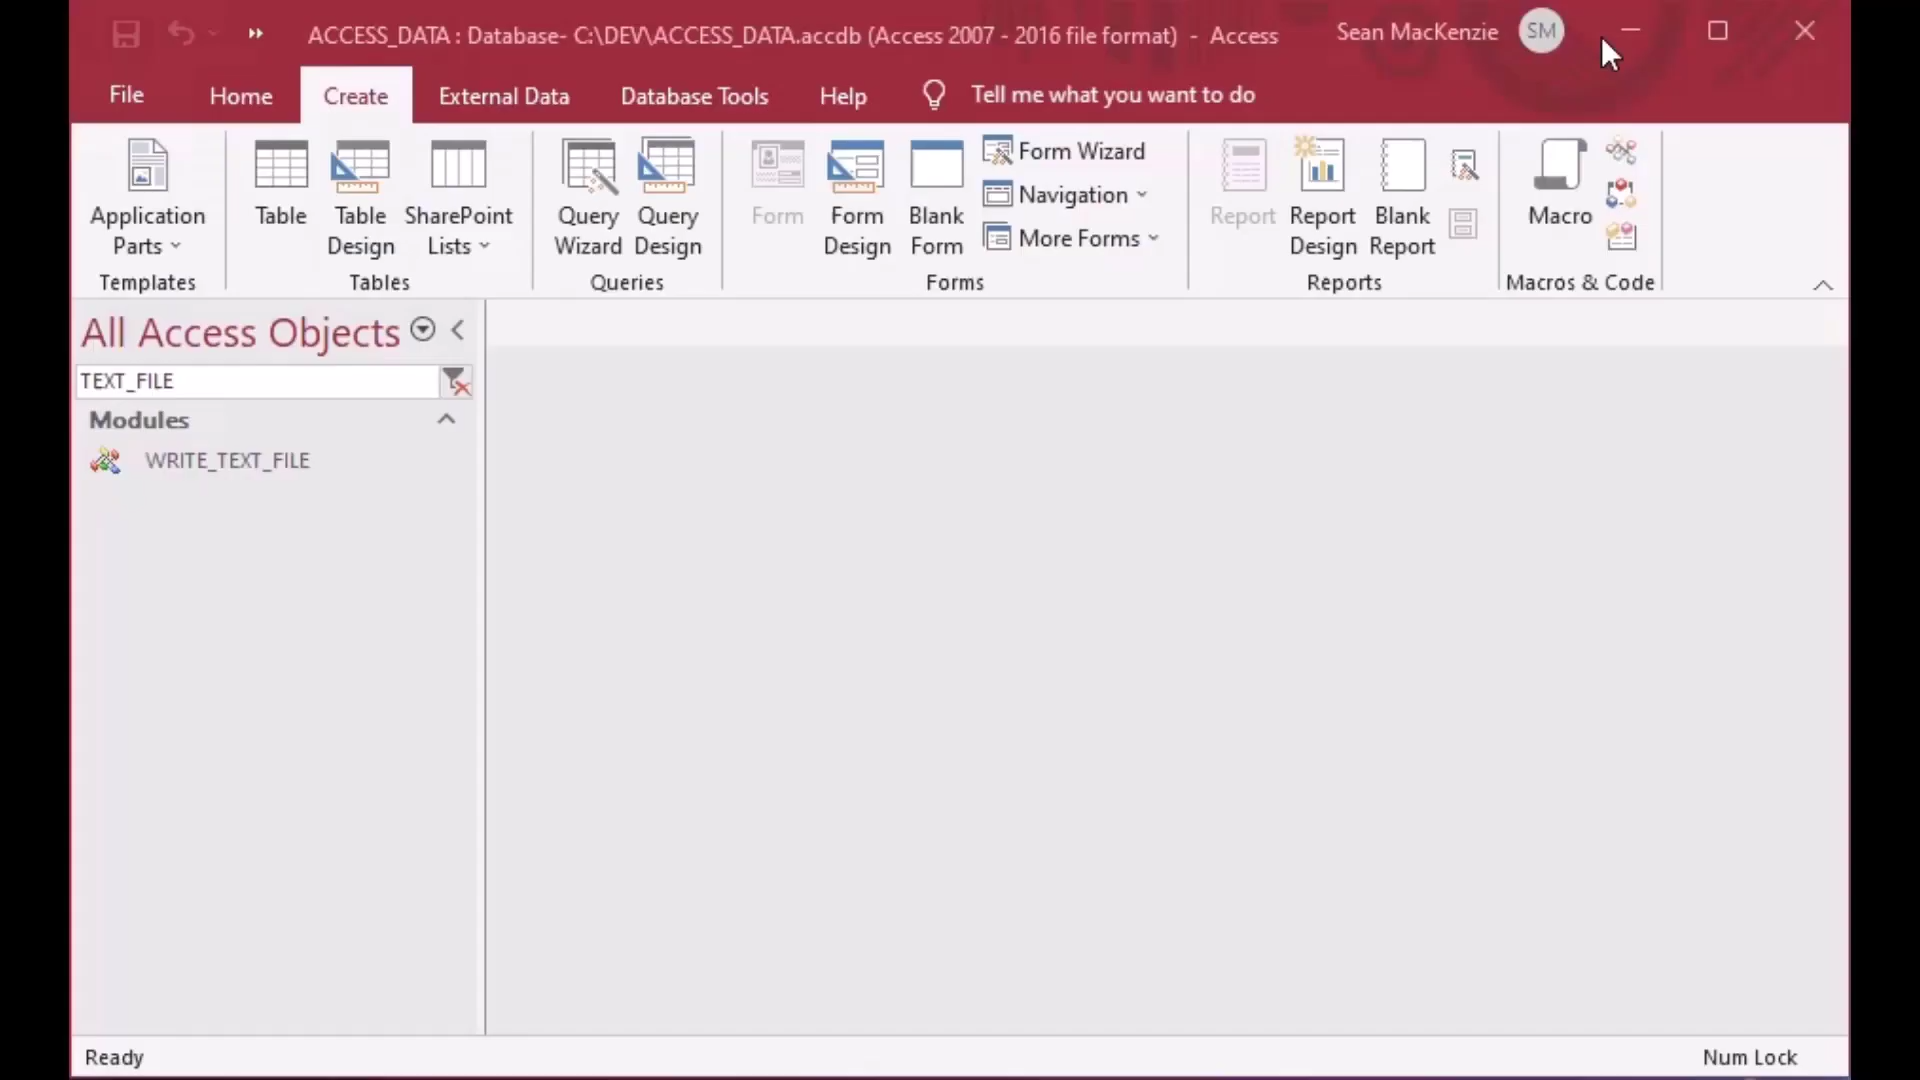 ACCESS_DATA : Database- C:\DEV\ACCESS_DATA.accdb (Access 2007 - 2016 file format) - Access
Sean MacKenzie
SM
File
Home
Create
External Data
Database Tools
Help
Tell me what you want to do
Application
Parts
Templates
Table
Table
Design
SharePoint
Lists
Tables
Query
Wizard
Query
Design
Queries
Form
Form
Design
Blank
Form
Form Wizard
Navigation
More Forms
Forms
Report
Report
Design
Blank
Report
Reports
Macro
Macros & Code
All Access Objects
TEXT_FILE
Modules
WRITE_TEXT_FILE
Ready
Num Lock